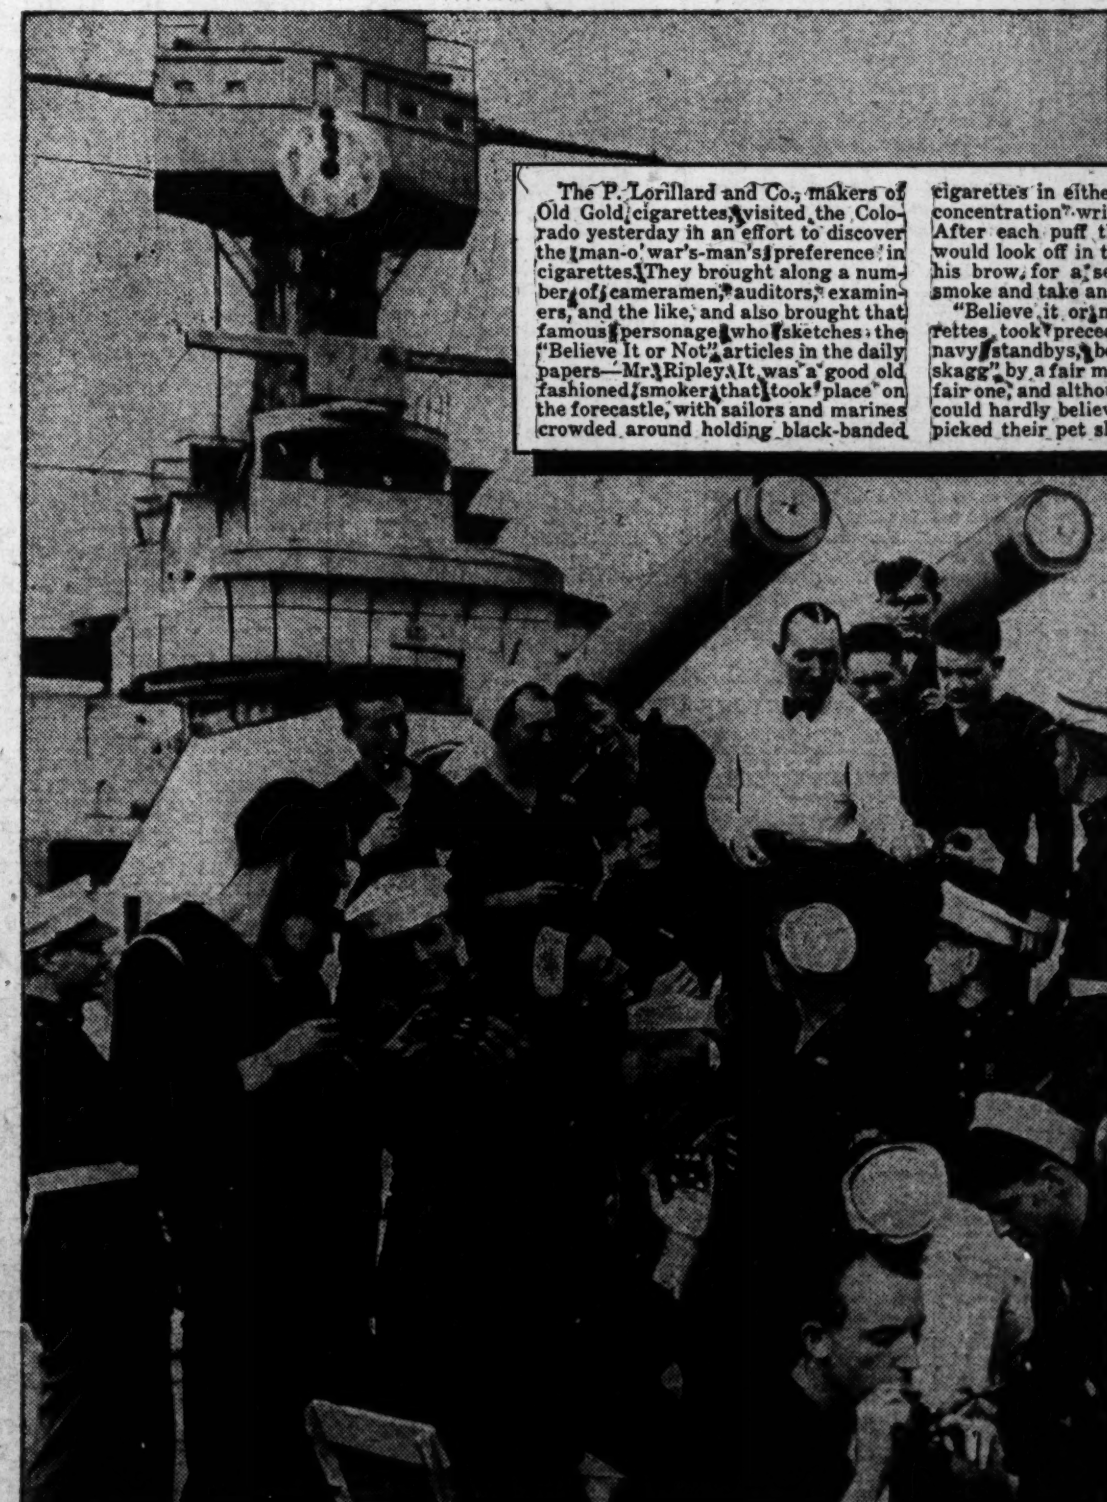 The P. Lorillard and Co., makers of
Old Gold cigarettes, visited the Colo-
rado yesterday in an effort to discover
the man-o'war's-man's preference in
cigarettes. They brought along a num-
ber of cameramen, auditors, examin-
ers, and the like, and also brought that
famous personage who sketches the
"Believe It or Not" articles in the daily
papers—Mr. Ripley. It was a good old
fashioned smoker that took place on
the forecastle, with sailors and marines
crowded around holding black-banded
cigarettes in eithe
concentration wri
After each puff t
would look off in t
his brow for a se
smoke and take an
"Believe it or n
rettes took prece
navy standbys, b
skagg" by a fair m
fair one, and altho
could hardly believ
picked their pet s